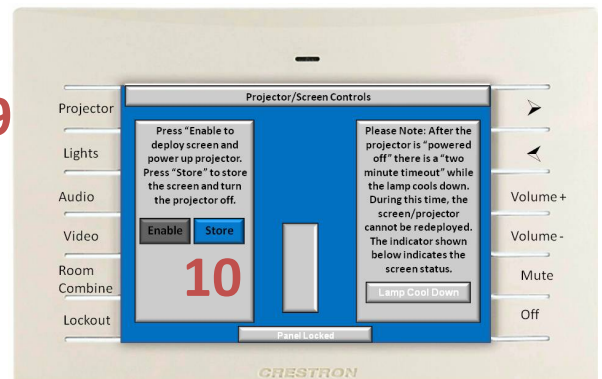 Projector/Screen Controls
9
Projector
Lights
Audio
Video
Room
Combine
Lockout
Press "Enable to
deploy screen and
power up projector.
Press "Store" to store
the screen and turn
the projector off.
Enable
Store
10
Please Note: After the
projector is "powered
off" there is a "two
minute timeout" while
the lamp cools down.
During this time, the
screen/projector
cannot be redeployed.
The indicator shown
below indicates the
screen status.
Lamp Cool Down
Panel Locked
➢
Volume+
Volume-
Mute
Off
CRESTRON